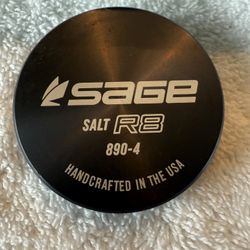 SAGE
SALT R8
890-4
HANDCRAFTED IN THE USA